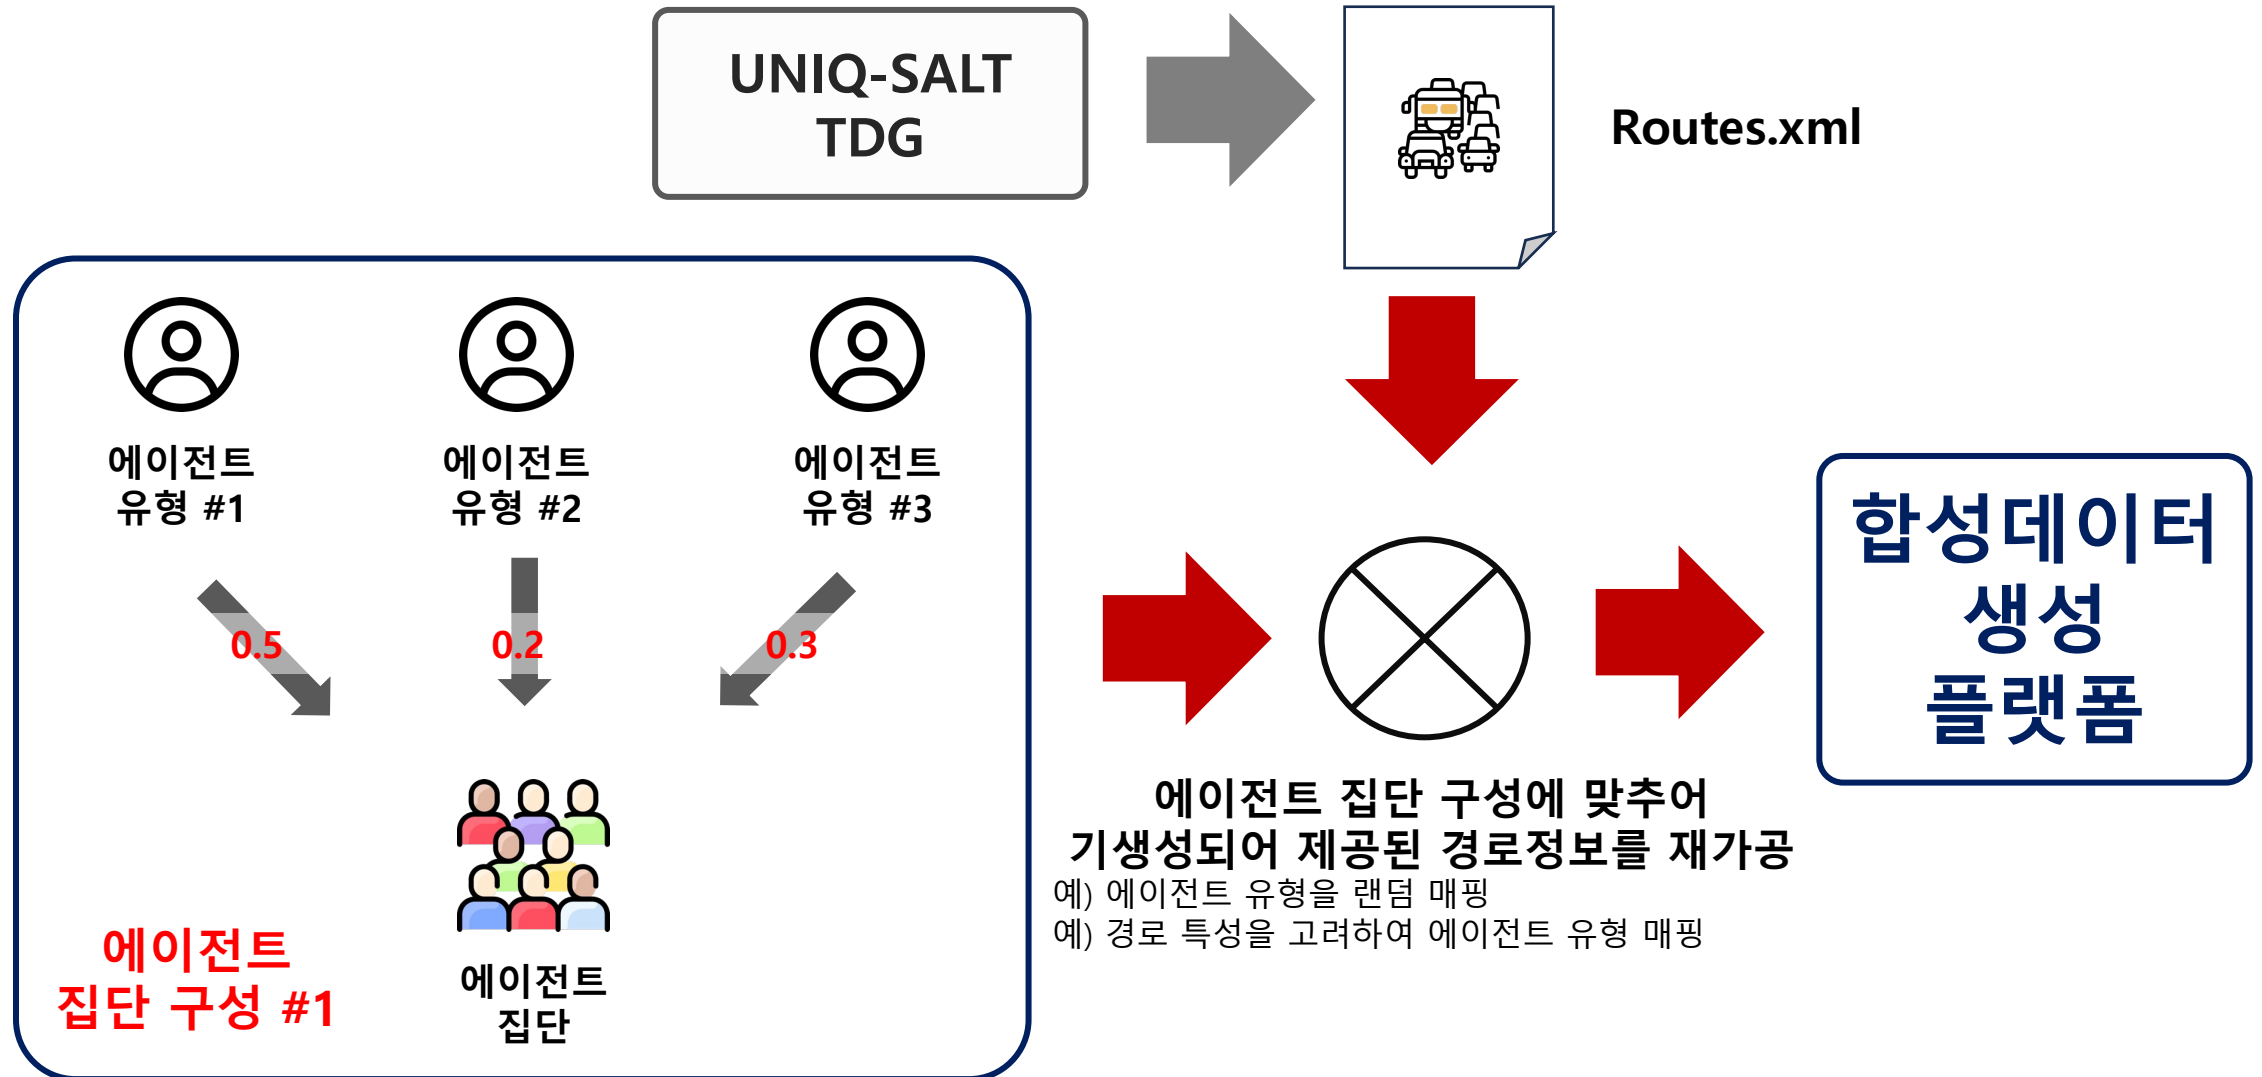 UNIQ-SALT
TDG
Routes.xml
에이전트
유형 #1
에이전트
유형 #2
에이전트
유형 #3
0.5
0.2
0.3
에이전트
집단 구성 #1
에이전트
집단
에이전트 집단 구성에 맞추어
기생성되어 제공된 경로정보를 재가공
예) 에이전트 유형을 랜덤 매핑
예) 경로 특성을 고려하여 에이전트 유형 매핑
합성데이터
생성
플랫폼